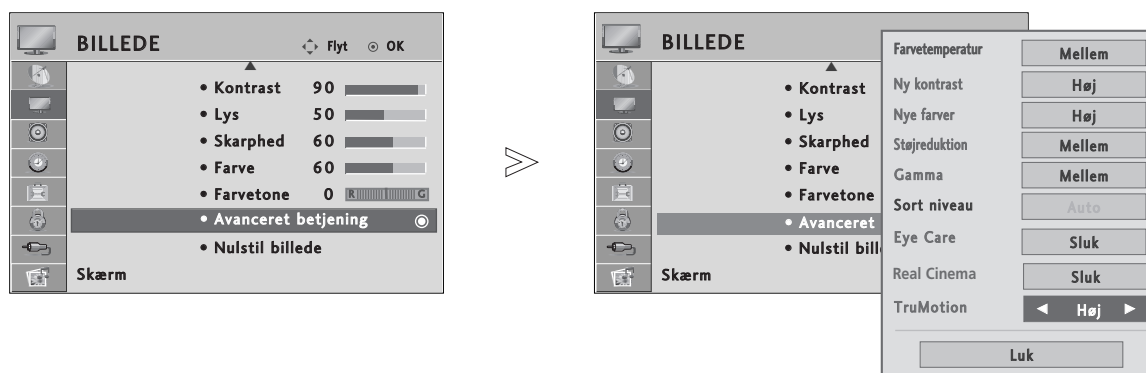 BILLEDE
Flyt OK
• Kontrast 90
• Lys 50
• Skarphed 60
• Farve 60
• Farvetone 0 R G
• Avanceret betjening
• Nulstil billede
Skærm
BILLEDE
• Kontrast
• Lys
• Skarphed
• Farve
• Farvetone
• Avanceret
• Nulstil
Skærm
Farvetemperatur Mellem
Ny kontrast Høj
Nye farver Høj
Støjreduktion Mellem
Gamma Mellem
Sort niveau Auto
Eye Care Sluk
Real Cinema Sluk
TruMotion ◄ Høj ►
Luk